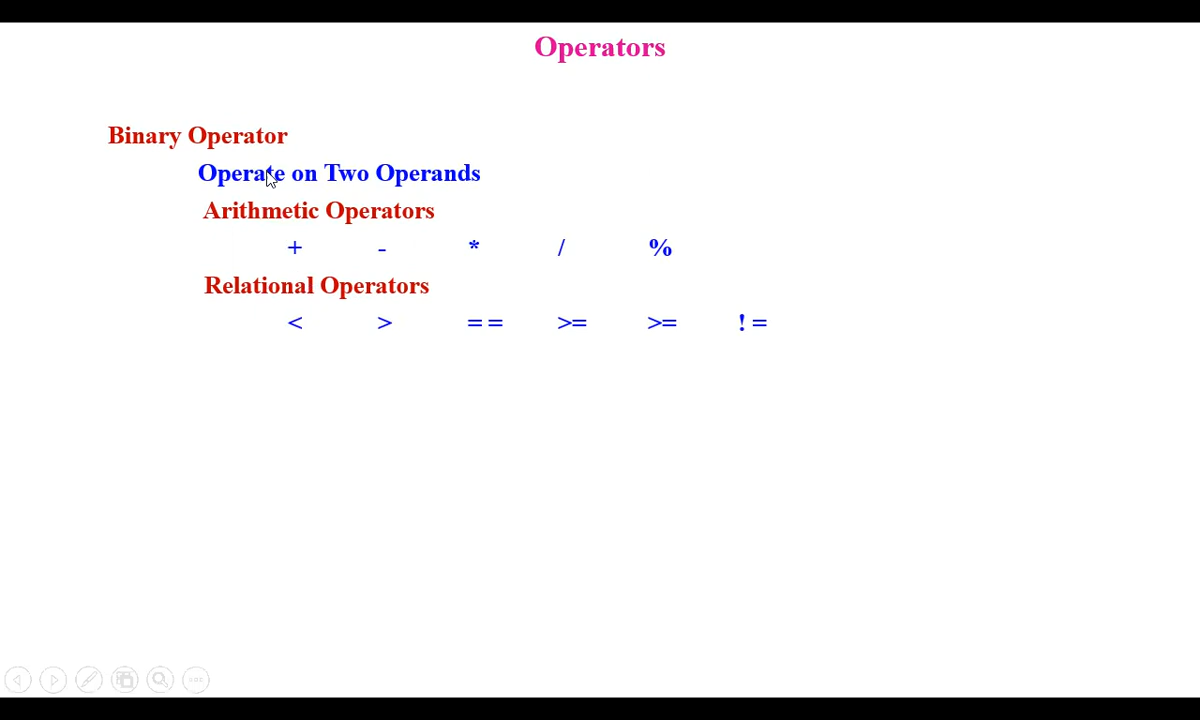 Operators
Binary Operator
Operate on Two Operands
Arithmetic Operators
+ - * / %
Relational Operators
< > = = >= >= ! =